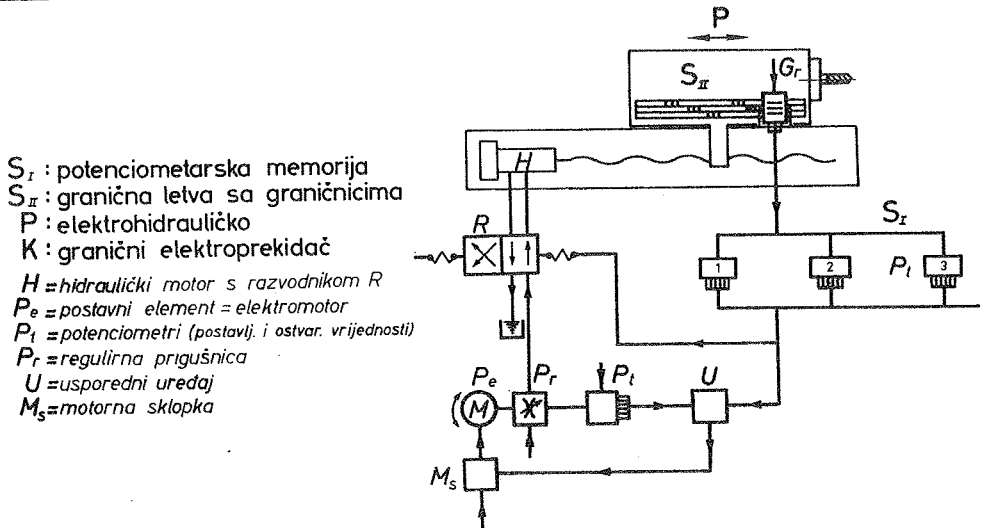 P
S_II
G_r
H
S_I : potenciometarska memorija
S_II : granična letva sa graničnicima
P : elektrohidrauličko
K : granični elektroprekidač
H = hidraulički motor s razvodnikom R
P_e = postavni element = elektromotor
P_t = potenciometri (postavlj. i ostvar. vrijednosti)
P_r = regulirna prigušnica
U = usporedni uređaj
M_s = motorna sklopka
R
S_I
1
2
3
P_t
P_e
P_r
P_t
U
M
M_s